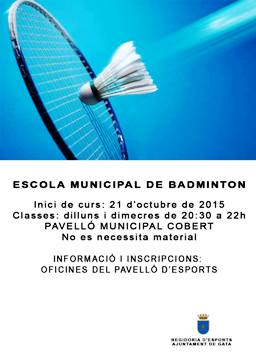 ESCOLA MUNICIPAL DE BADMINTON
Inici de curs: 21 d'octubre de 2015
Classes: dilluns i dimecres de 20:30 a 22h
PAVELLÓ MUNICIPAL COBERT
No es necessita material
INFORMACIÓ I INSCRIPCIONS:
OFICINES DEL PAVELLÓ D'ESPORTS
REGIDORIA D'ESPORTS
AJUNTAMENT DE GATA